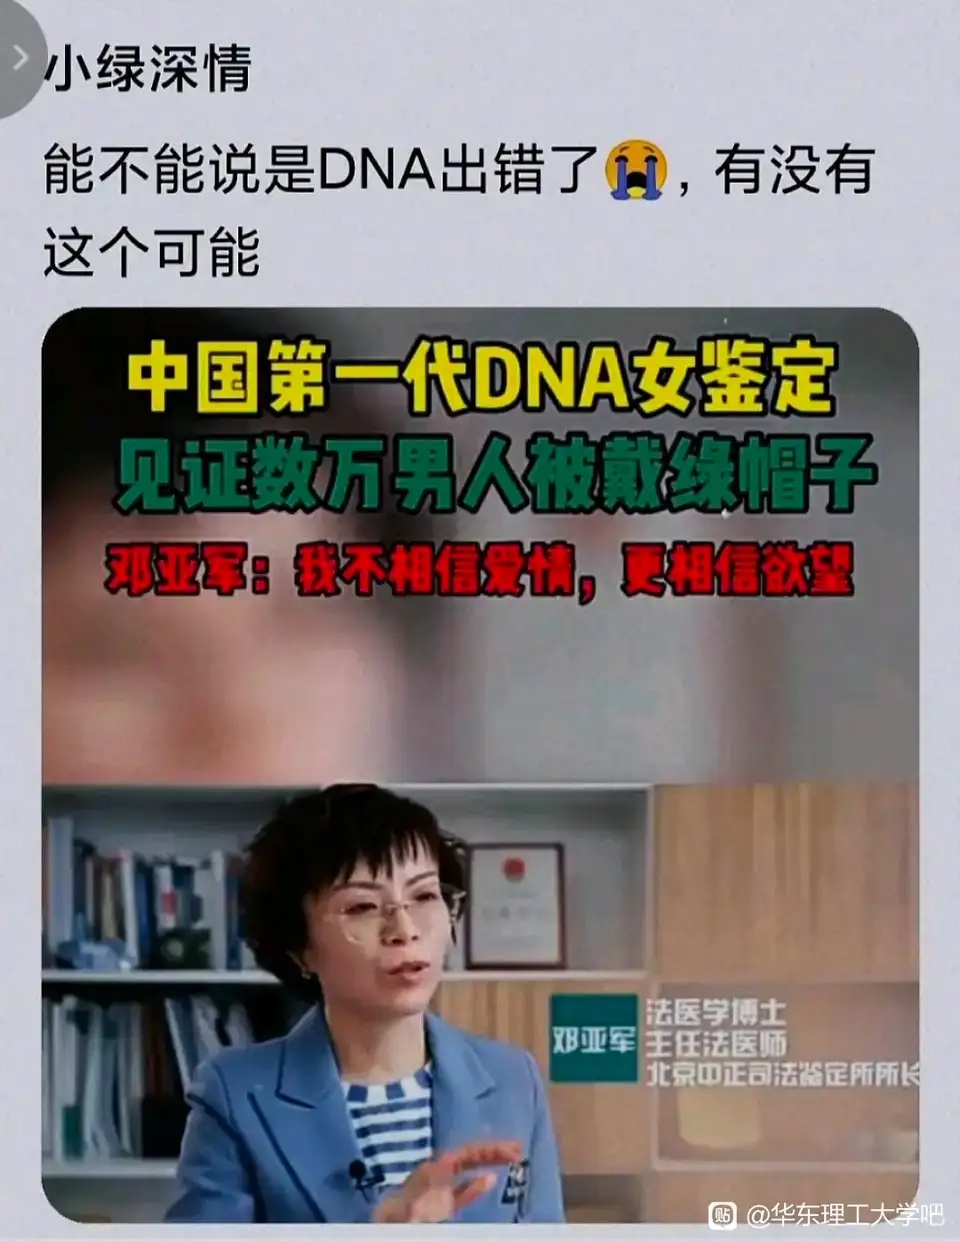 小绿深情
能不能说是DNA出错了😭，有没有
这个可能
中国第一代DNA女鉴定
见证数万男人被戴绿帽子
邓亚军：我不相信爱情，更相信欲望
邓亚军
法医学博士
主任法医师
北京中正司法鉴定所所长
贴 @华东理工大学吧